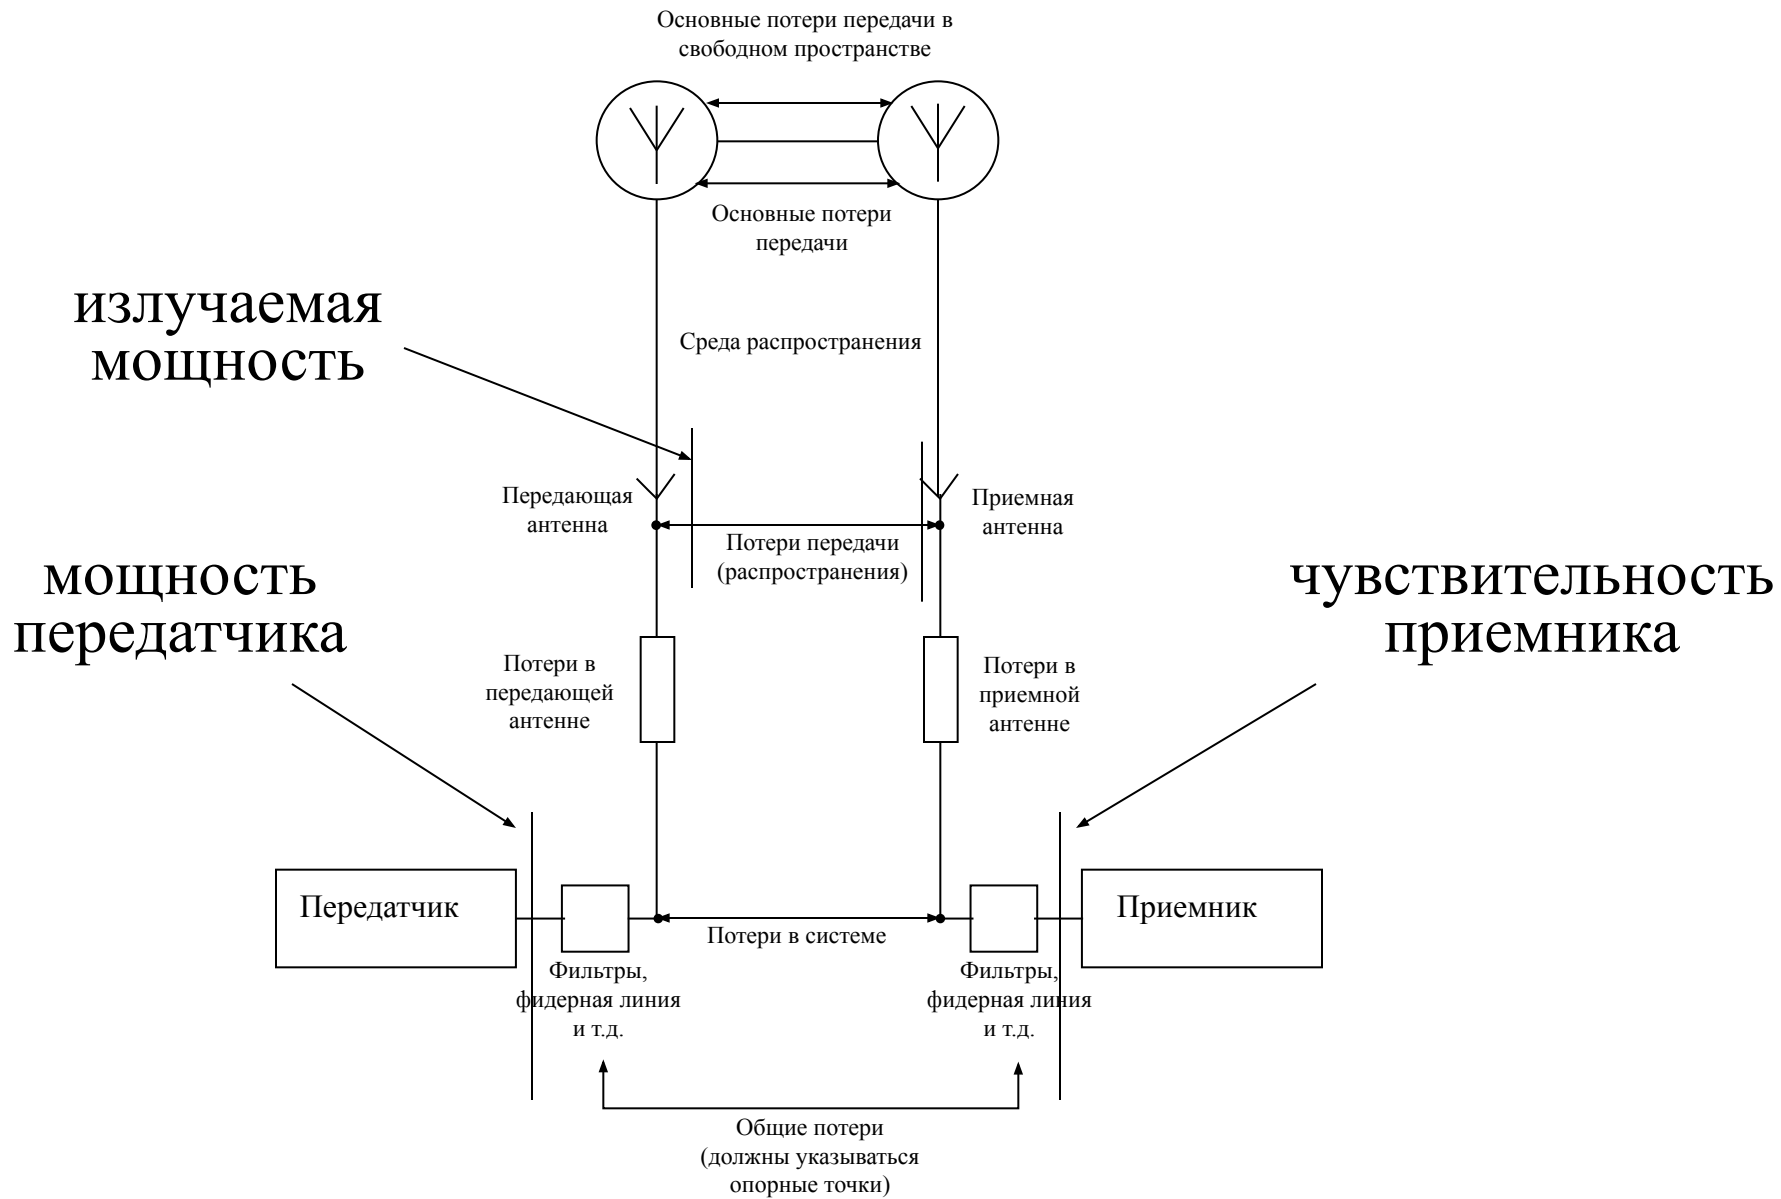 Основные потери передачи в
свободном пространстве
Основные потери
передачи
излучаемая
мощность
Среда распространения
Передающая
антенна
Приемная
антенна
Потери передачи
(распространения)
мощность
передатчика
чувствительность
приемника
Потери в
передающей
антенне
Потери в
приемной
антенне
Передатчик
Приемник
Потери в системе
Фильтры,
фидерная линия
и т.д.
Фильтры,
фидерная линия
и т.д.
Общие потери
(должны указываться
опорные точки)